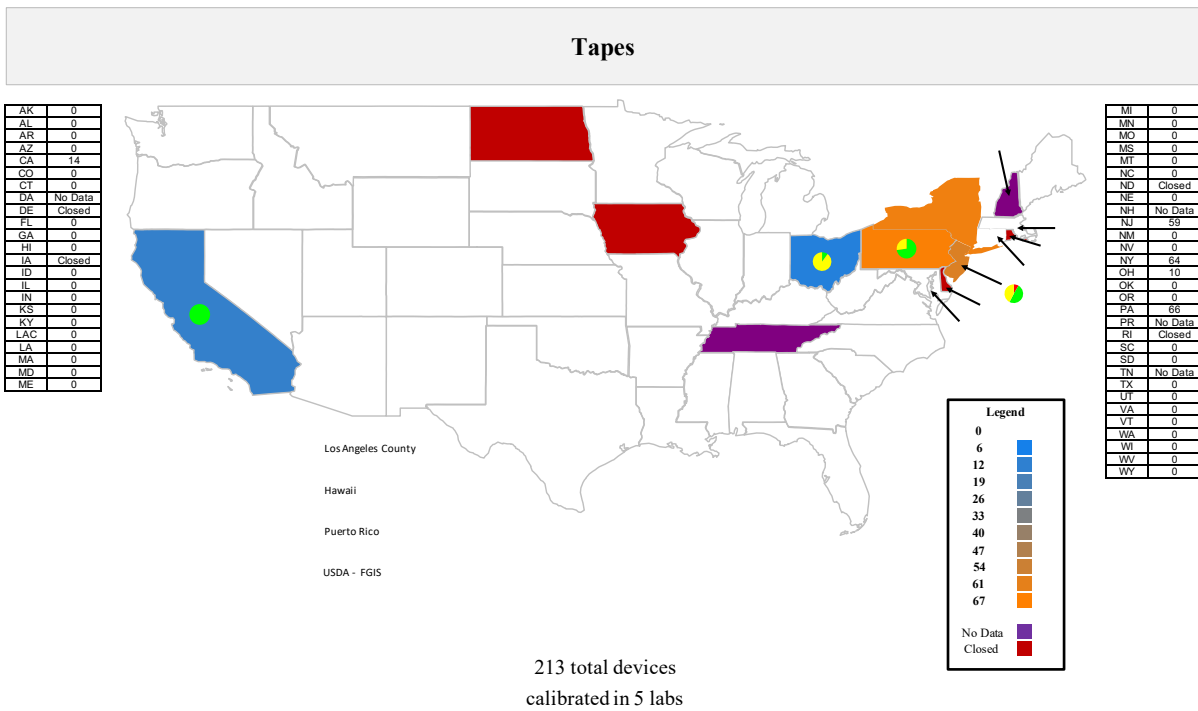 Tapes
AK 0
AL 0
AR 0
AZ 0
CA 14
CO 0
CT 0
DA No Data
DE Closed
FL 0
GA 0
HI 0
IA Closed
ID 0
IL 0
IN 0
KS 0
KY 0
LAC 0
LA 0
MA 0
MD 0
ME 0
MI 0
MN 0
MO 0
MS 0
MT 0
NC 0
ND Closed
NE 0
NH No Data
NJ 59
NM 0
NV 0
NY 64
OH 10
OK 0
OR 0
PA 66
PR No Data
RI Closed
SC 0
SD 0
TN No Data
TX 0
UT 0
VA 0
VT 0
WA 0
WI 0
WV 0
WY 0
Los Angeles County
Hawaii
Puerto Rico
USDA - FGIS
Legend
0
6
12
19
26
33
40
47
54
61
67
No Data
Closed
213 total devices
calibrated in 5 labs